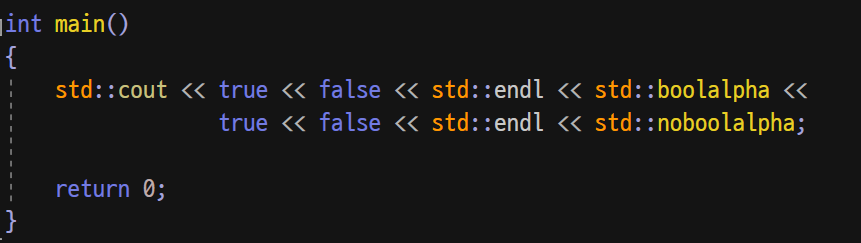 int main()
{
    std::cout << true << false << std::endl << std::boolalpha <<
                 true << false << std::endl << std::noboolalpha;
    return 0;
}